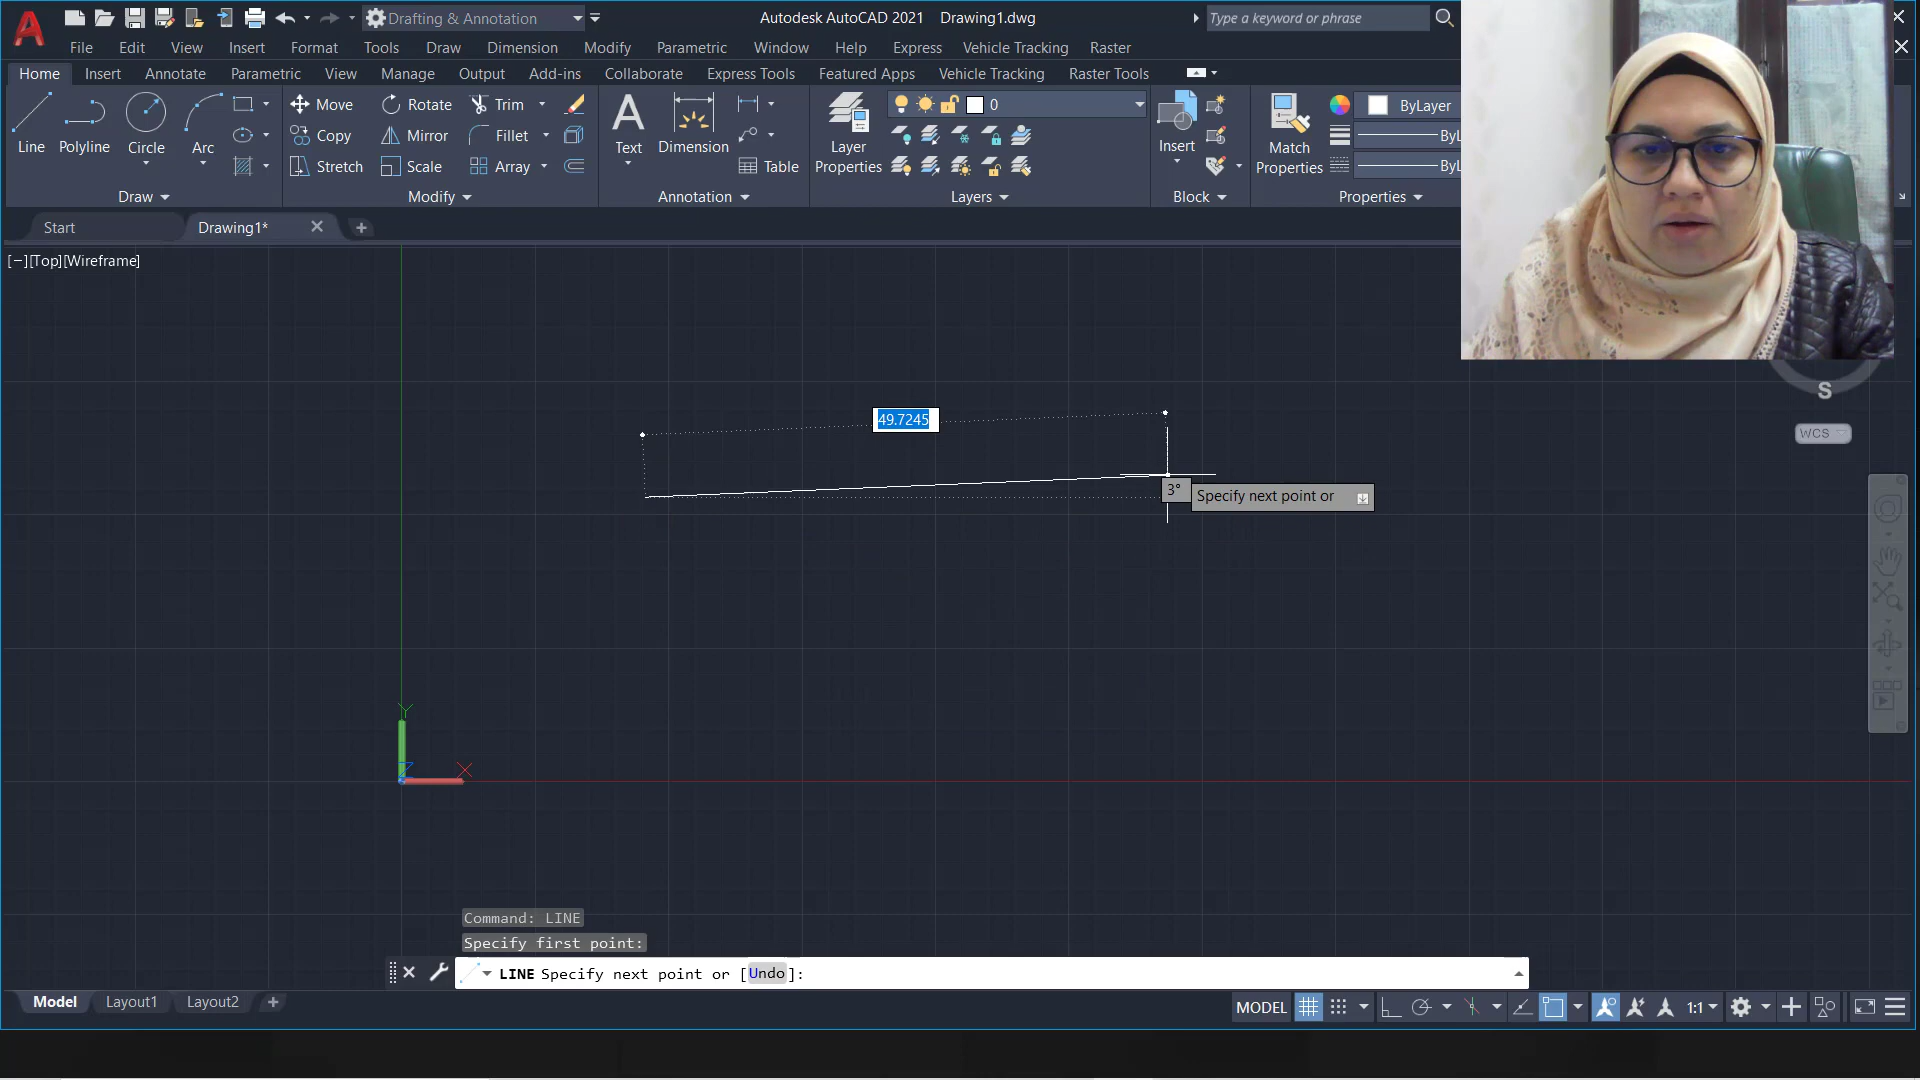 Drafting & Annotation
Autodesk AutoCAD 2021 Drawing1.dwg
Type a keyword or phrase
File Edit View Insert Format Tools Draw Dimension Modify Parametric Window Help Express Vehicle Tracking Raster
Home Insert Annotate Parametric View Manage Output Add-ins Collaborate Express Tools Featured Apps Vehicle Tracking Raster Tools
Line
Polyline
Circle
Arc
Move
Rotate
Trim
Copy
Mirror
Fillet
Stretch
Scale
Array
Text
Dimension
Table
Layer
Properties
0
Insert
Match
Properties
ByLayer
Draw
Modify
Annotation
Layers
Block
Properties
Start
Drawing1*
[−][Top][Wireframe]
S
WCS
49.7245
3°
Specify next point or
Y
Z
X
Command: LINE
Specify first point:
LINE Specify next point or [Undo]:
Model
Layout1
Layout2
MODEL
1:1